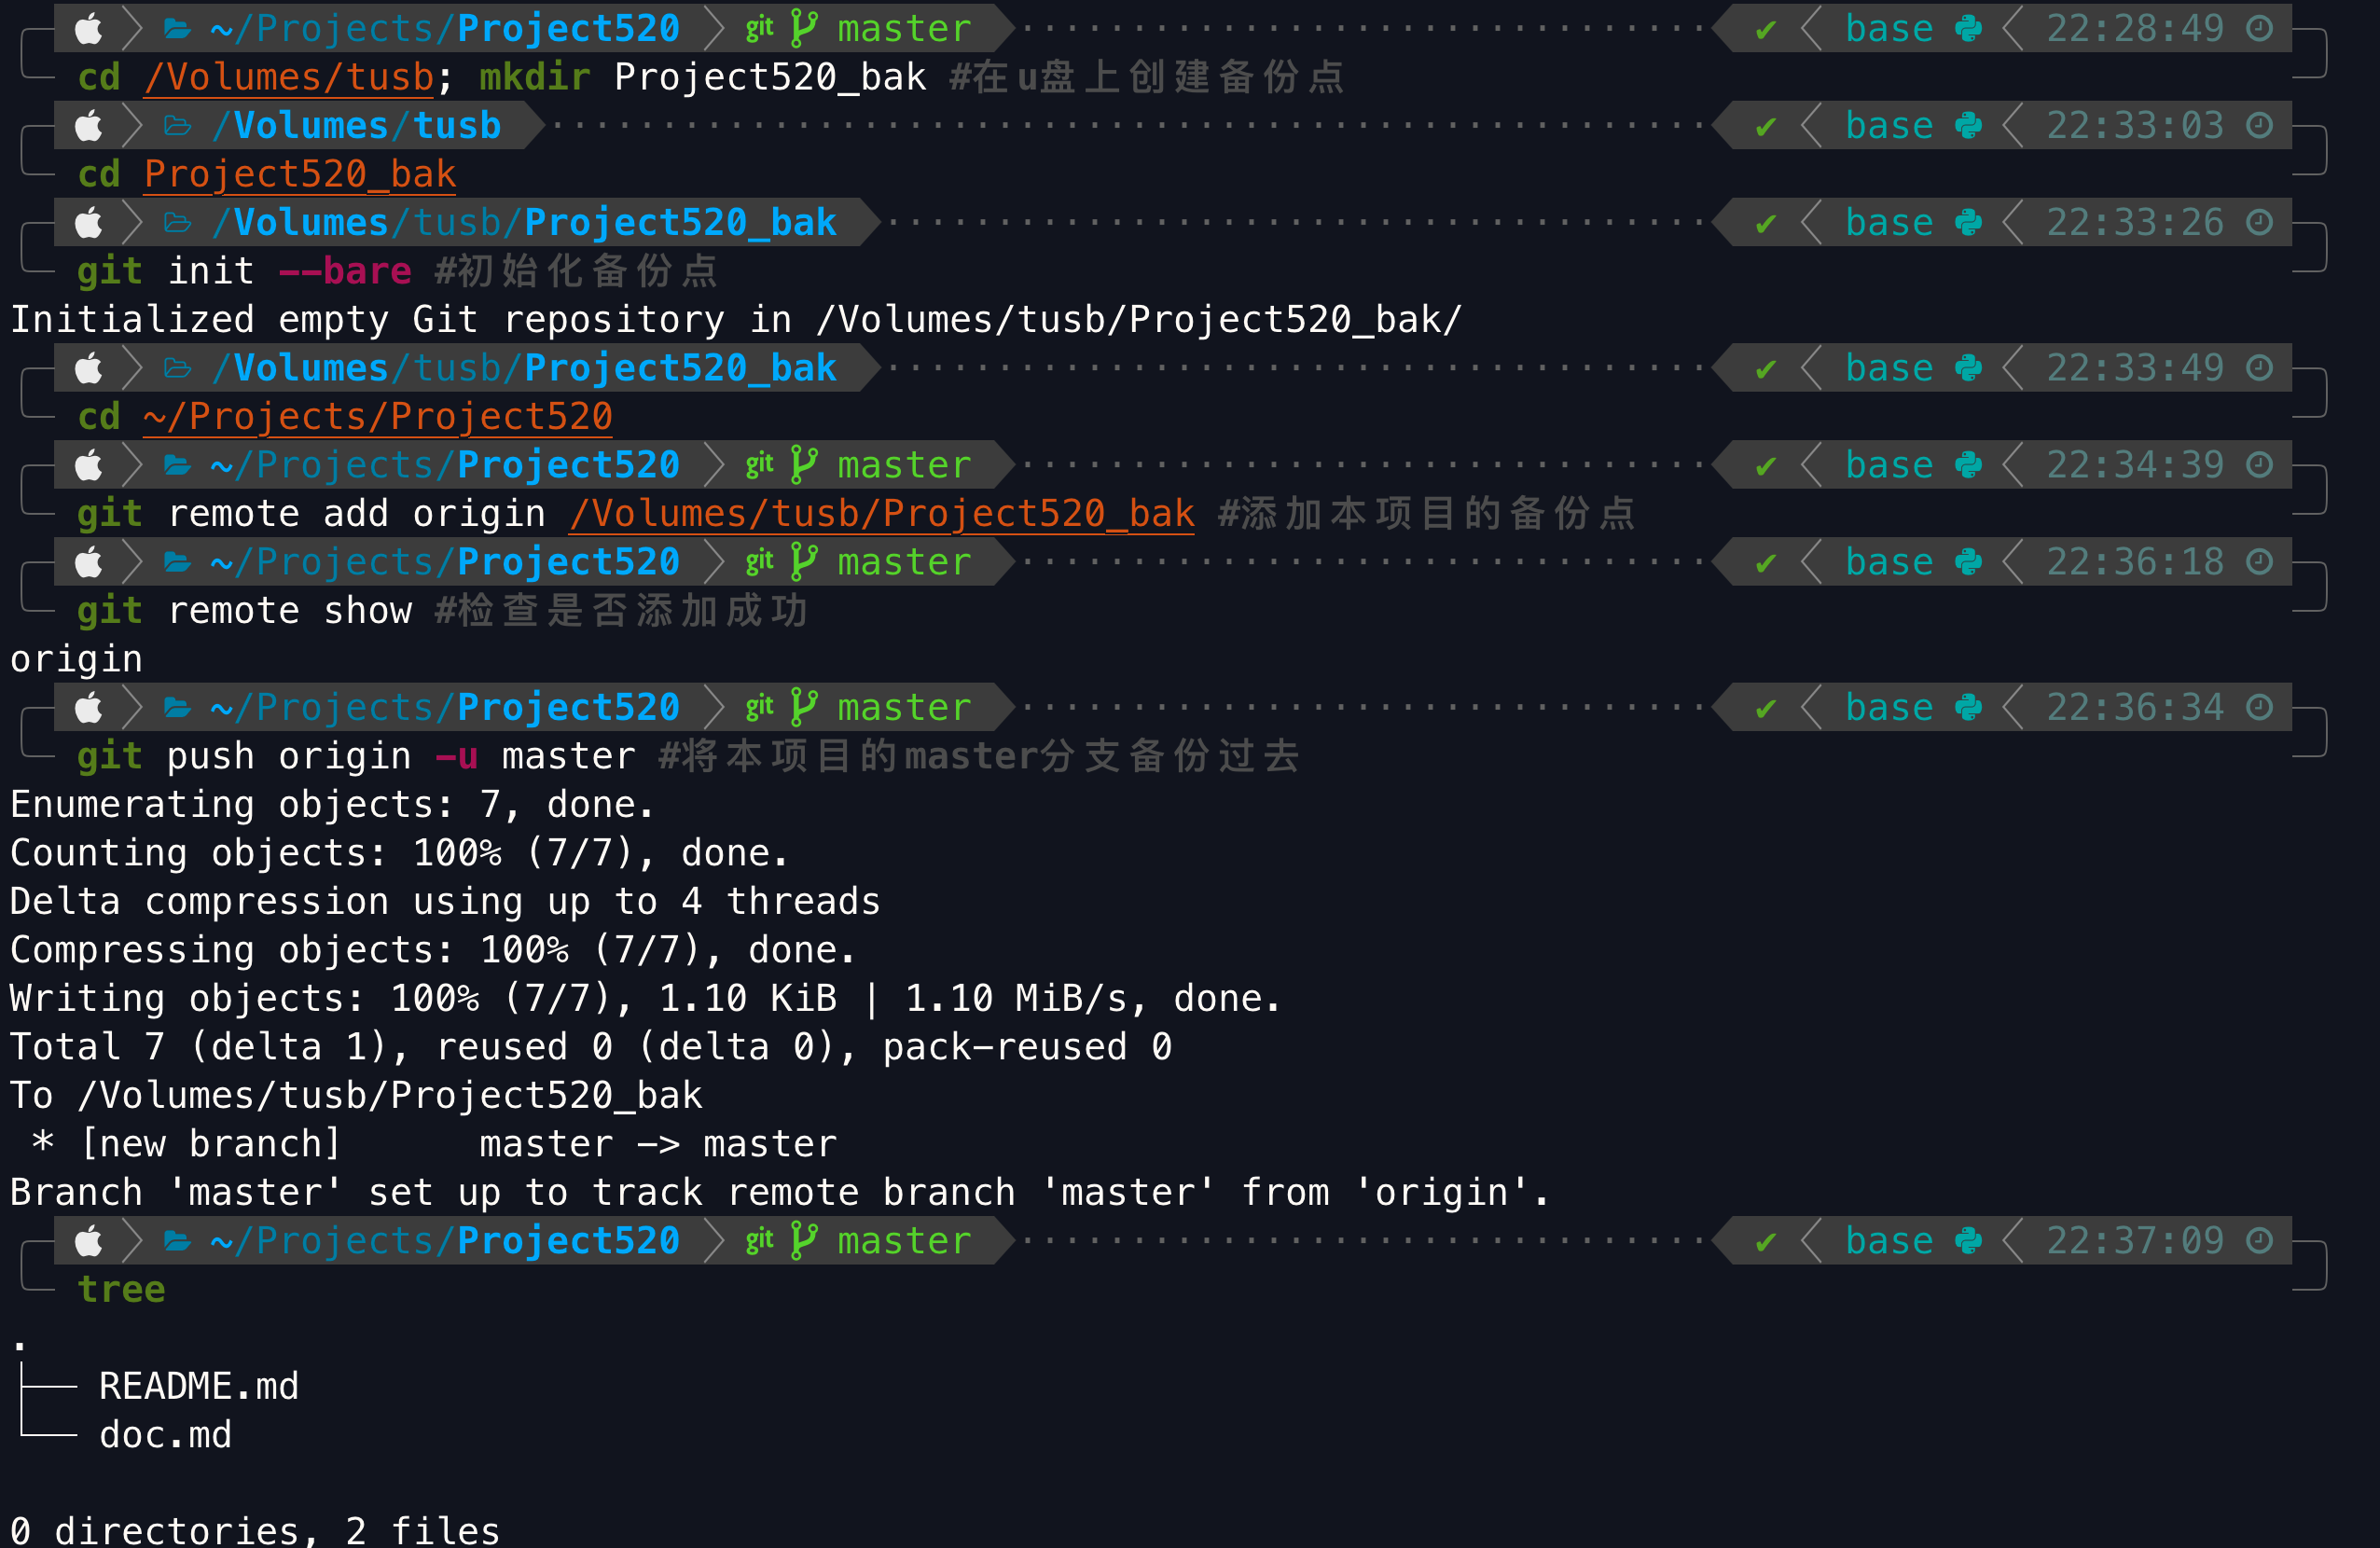 ~/Projects/Project520 git master ✔ base 22:28:49
cd /Volumes/tusb; mkdir Project520_bak #在u盘上创建备份点
/Volumes/tusb ✔ base 22:33:03
cd Project520_bak
/Volumes/tusb/Project520_bak ✔ base 22:33:26
git init --bare #初始化备份点
Initialized empty Git repository in /Volumes/tusb/Project520_bak/
/Volumes/tusb/Project520_bak ✔ base 22:33:49
cd ~/Projects/Project520
~/Projects/Project520 git master ✔ base 22:34:39
git remote add origin /Volumes/tusb/Project520_bak #添加本项目的备份点
~/Projects/Project520 git master ✔ base 22:36:18
git remote show #检查是否添加成功
origin
~/Projects/Project520 git master ✔ base 22:36:34
git push origin -u master #将本项目的master分支备份过去
Enumerating objects: 7, done.
Counting objects: 100% (7/7), done.
Delta compression using up to 4 threads
Compressing objects: 100% (7/7), done.
Writing objects: 100% (7/7), 1.10 KiB | 1.10 MiB/s, done.
Total 7 (delta 1), reused 0 (delta 0), pack-reused 0
To /Volumes/tusb/Project520_bak
 * [new branch]      master -> master
Branch 'master' set up to track remote branch 'master' from 'origin'.
~/Projects/Project520 git master ✔ base 22:37:09
tree
.
├── README.md
└── doc.md
0 directories, 2 files